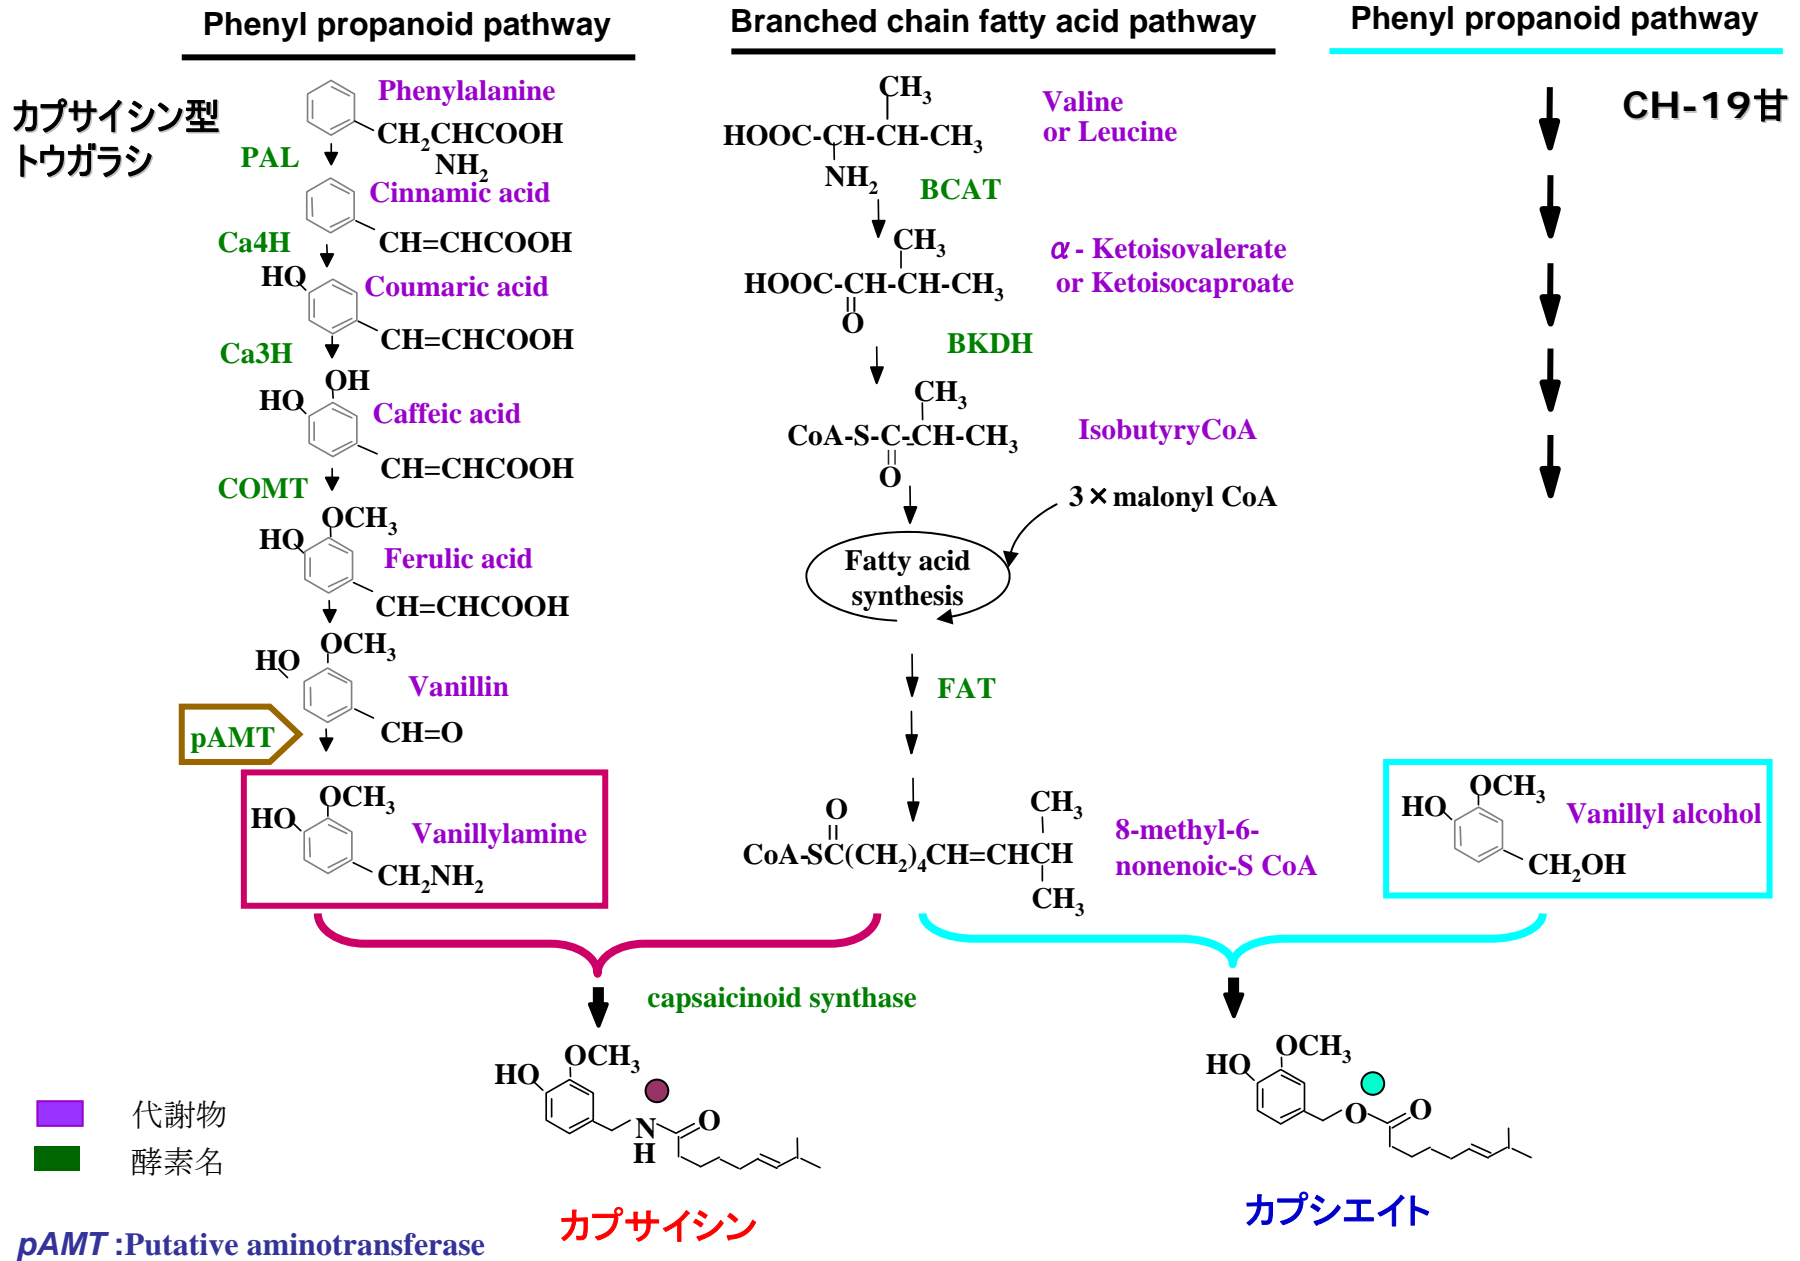 Phenyl propanoid pathway
カプサイシン型
トウガラシ
Phenylalanine
CH2CHCOOH
NH2
PAL
Cinnamic acid
CH=CHCOOH
Ca4H
HO
Coumaric acid
CH=CHCOOH
Ca3H
OH
HO
Caffeic acid
CH=CHCOOH
COMT
OCH3
HO
Ferulic acid
CH=CHCOOH
OCH3
HO
Vanillin
CH=O
pAMT
OCH3
HO
Vanillylamine
CH2NH2
Branched chain fatty acid pathway
CH3
HOOC-CH-CH-CH3
NH2
Valine
or Leucine
BCAT
CH3
HOOC-CH-CH-CH3
O
α- Ketoisovalerate
or Ketoisocaproate
BKDH
CH3
CoA-S-C-CH-CH3
O
IsobutyryCoA
3×malonyl CoA
Fatty acid
synthesis
FAT
O
CH3
CoA-SC(CH2)4CH=CHCH
CH3
8-methyl-6-
nonenoic-S CoA
Phenyl propanoid pathway
CH-19甘
OCH3
HO
Vanillyl alcohol
CH2OH
capsaicinoid synthase
OCH3
HO
N
H
O
カプサイシン
OCH3
HO
O
O
カプシエイト
代謝物
酵素名
pAMT :Putative aminotransferase